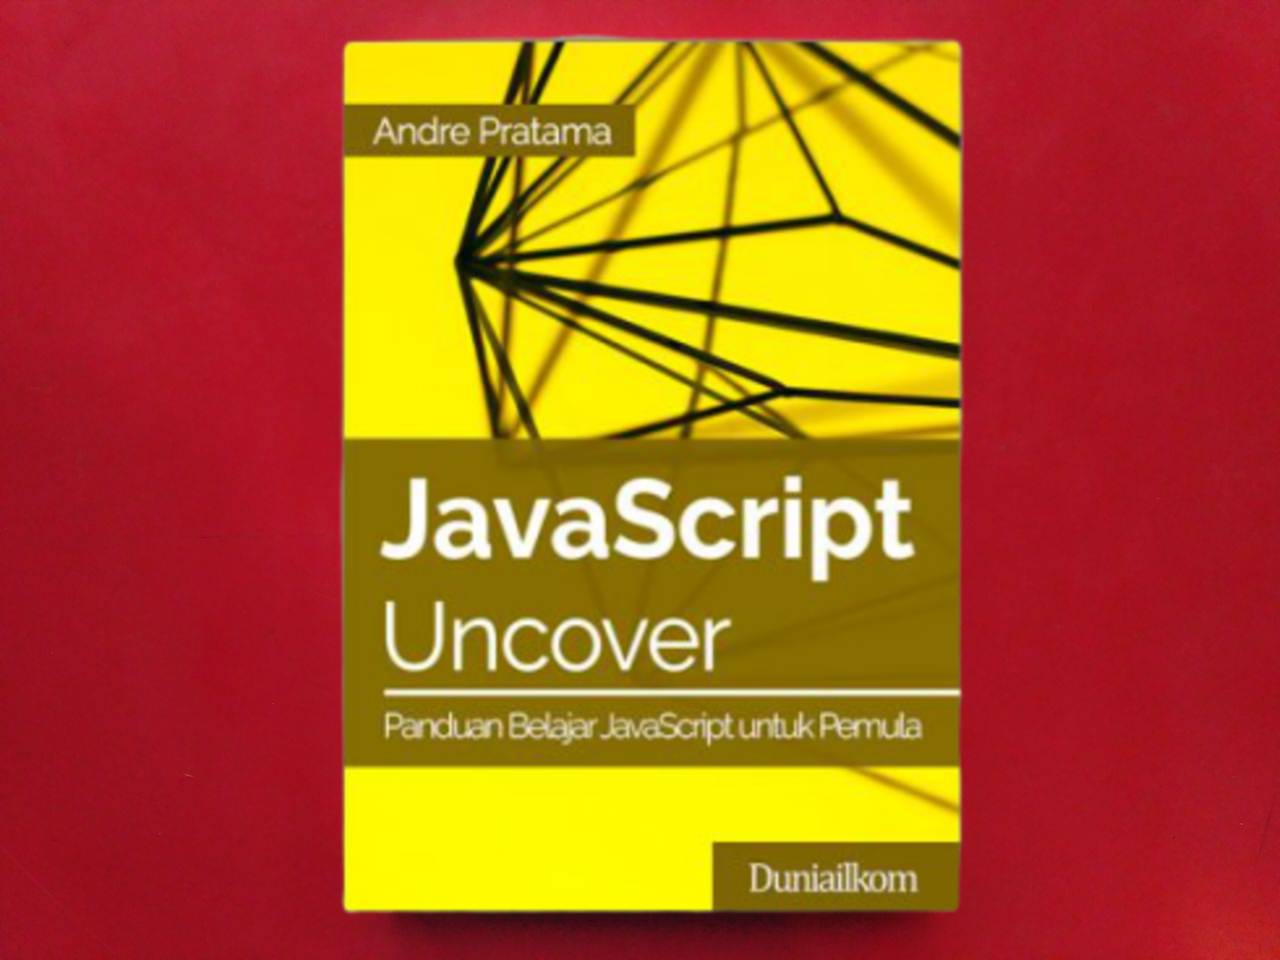 Andre Pratama
JavaScript
Uncover
Panduan Belajar JavaScript untuk Pemula
Duniailkom